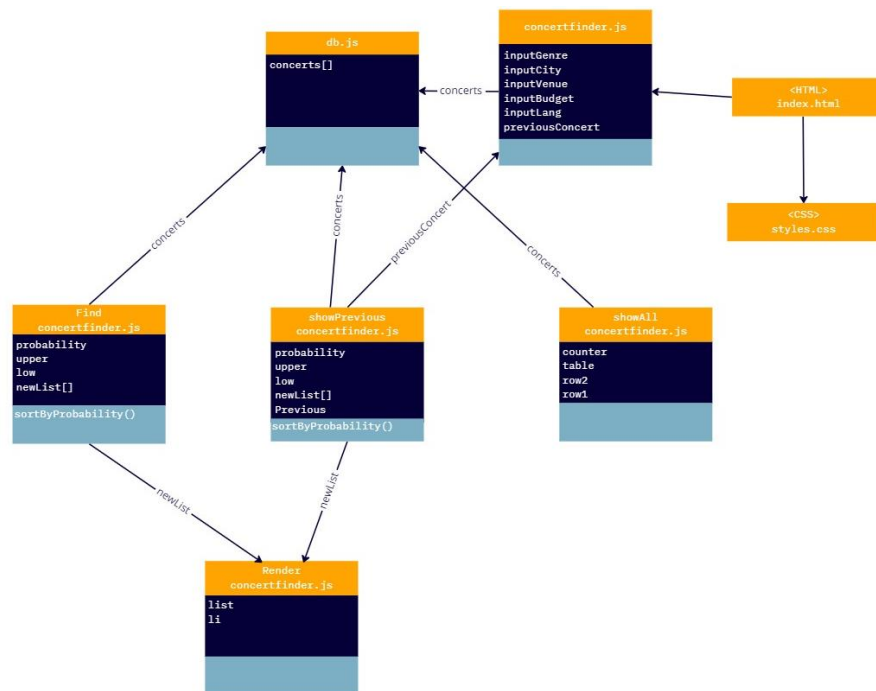 db.js
concerts[]
concertfinder.js
inputGenre
inputCity
inputVenue
inputBudget
inputLang
previousConcert
concerts
<HTML>
index.html
<CSS>
styles.css
concerts
concerts
previousConcert
concerts
Find
concertfinder.js
probability
upper
low
newList[]
sortByProbability()
showPrevious
concertfinder.js
probability
upper
low
newList[]
Previous
sortByProbability()
showAll
concertfinder.js
counter
table
row2
row1
newList
newList
Render
concertfinder.js
list
li